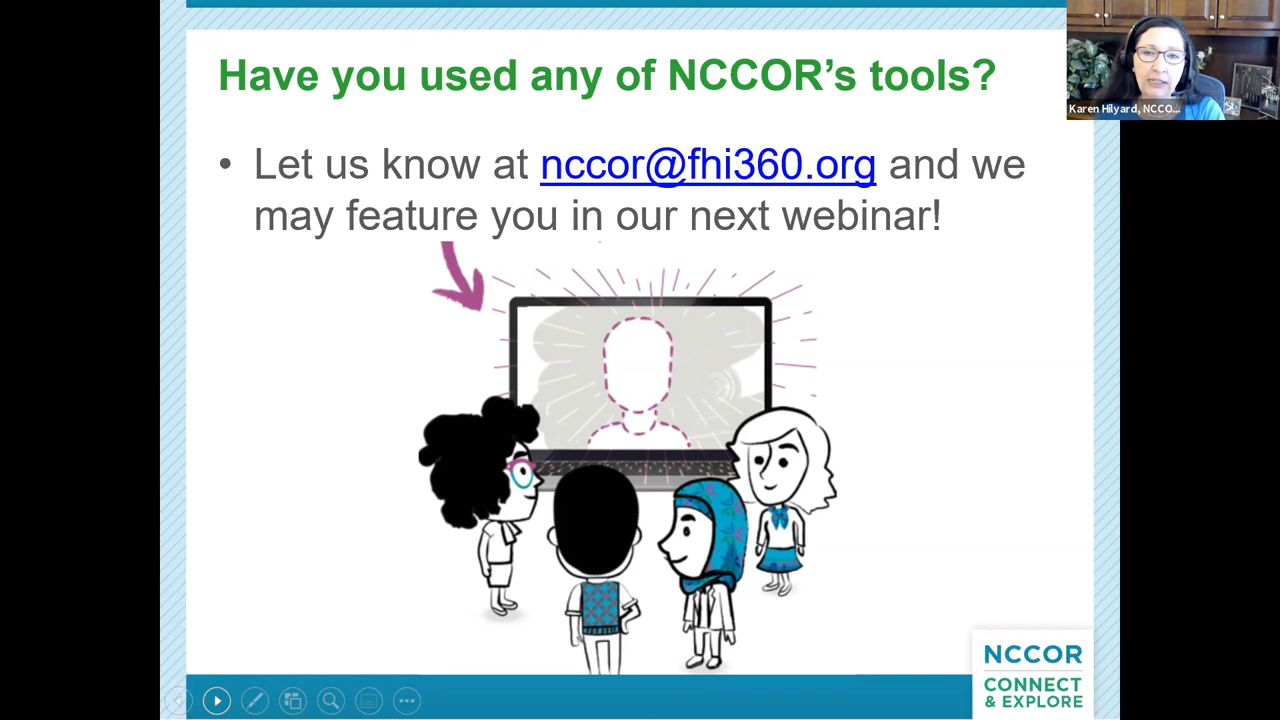 Have you used any of NCCOR's tools?
Karen Hilyard, NCCO...
• Let us know at nccor@fhi360.org and we
may feature you in our next webinar!
NCCOR
CONNECT
& EXPLORE